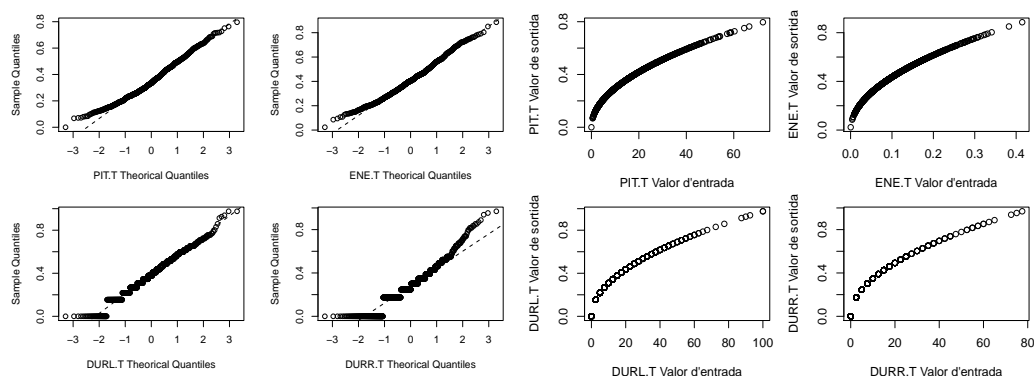 Sample Quantiles
0.0 0.2 0.4 0.6 0.8
−3 −2 −1 0 1 2 3
PIT.T Theorical Quantiles
Sample Quantiles
0.0 0.2 0.4 0.6 0.8
−3 −2 −1 0 1 2 3
ENE.T Theorical Quantiles
PIT.T Valor de sortida
0.0 0.4 0.8
0 20 40 60
PIT.T Valor d'entrada
ENE.T Valor de sortida
0.0 0.4 0.8
0.0 0.1 0.2 0.3 0.4
ENE.T Valor d'entrada
Sample Quantiles
0.0 0.4 0.8
−3 −2 −1 0 1 2 3
DURL.T Theorical Quantiles
Sample Quantiles
0.0 0.4 0.8
−3 −2 −1 0 1 2 3
DURR.T Theorical Quantiles
DURL.T Valor de sortida
0.0 0.4 0.8
0 20 40 60 80 100
DURL.T Valor d'entrada
DURR.T Valor de sortida
0.0 0.4 0.8
0 20 40 60 80
DURR.T Valor d'entrada